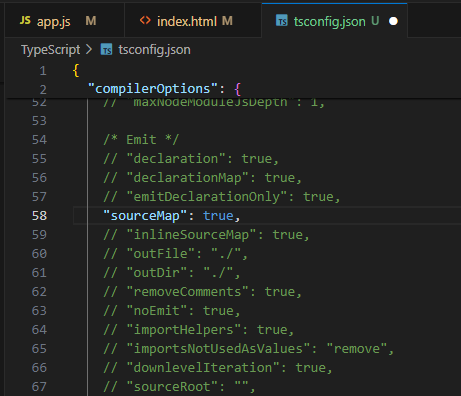 JS app.js M
<> index.html M
TS tsconfig.json U
TypeScript > TS tsconfig.json
1 {
2 "compilerOptions": {
52 // "maxNodeModuleJsDepth": 1,
53
54 /* Emit */
55 // "declaration": true,
56 // "declarationMap": true,
57 // "emitDeclarationOnly": true,
58 "sourceMap": true,
59 // "inlineSourceMap": true,
60 // "outFile": "./",
61 // "outDir": "./",
62 // "removeComments": true,
63 // "noEmit": true,
64 // "importHelpers": true,
65 // "importsNotUsedAsValues": "remove",
66 // "downlevelIteration": true,
67 // "sourceRoot": "",